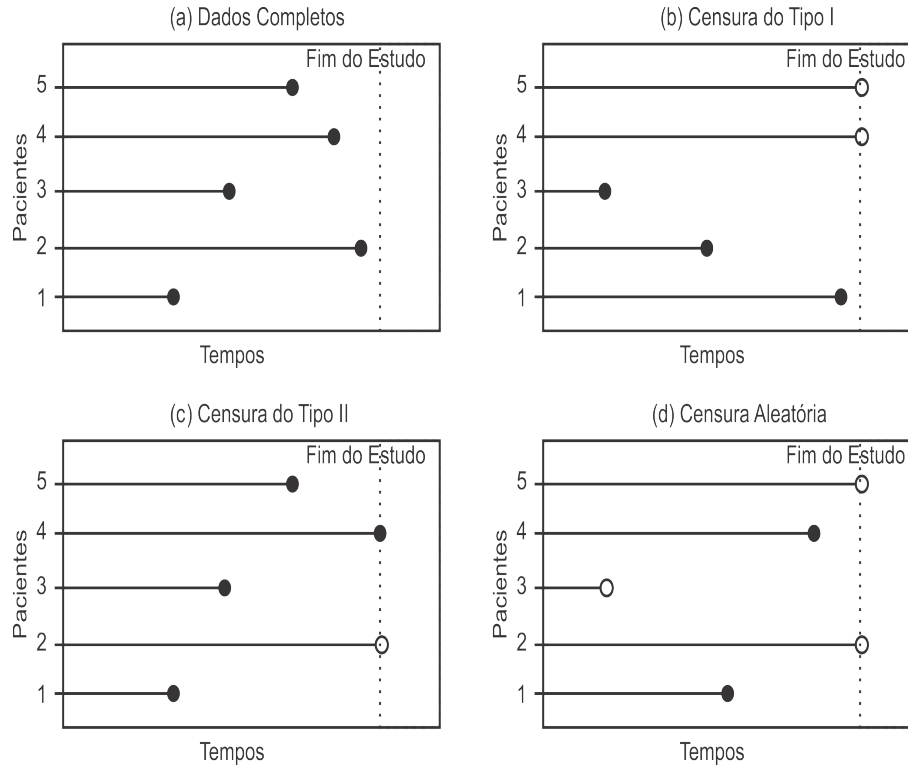 (a) Dados Completos
Fim do Estudo
5
4
3
2
1
Pacientes
Tempos
(b) Censura do Tipo I
Fim do Estudo
5
4
3
2
1
Pacientes
Tempos
(c) Censura do Tipo II
Fim do Estudo
5
4
3
2
1
Pacientes
Tempos
(d) Censura Aleatória
Fim do Estudo
5
4
3
2
1
Pacientes
Tempos